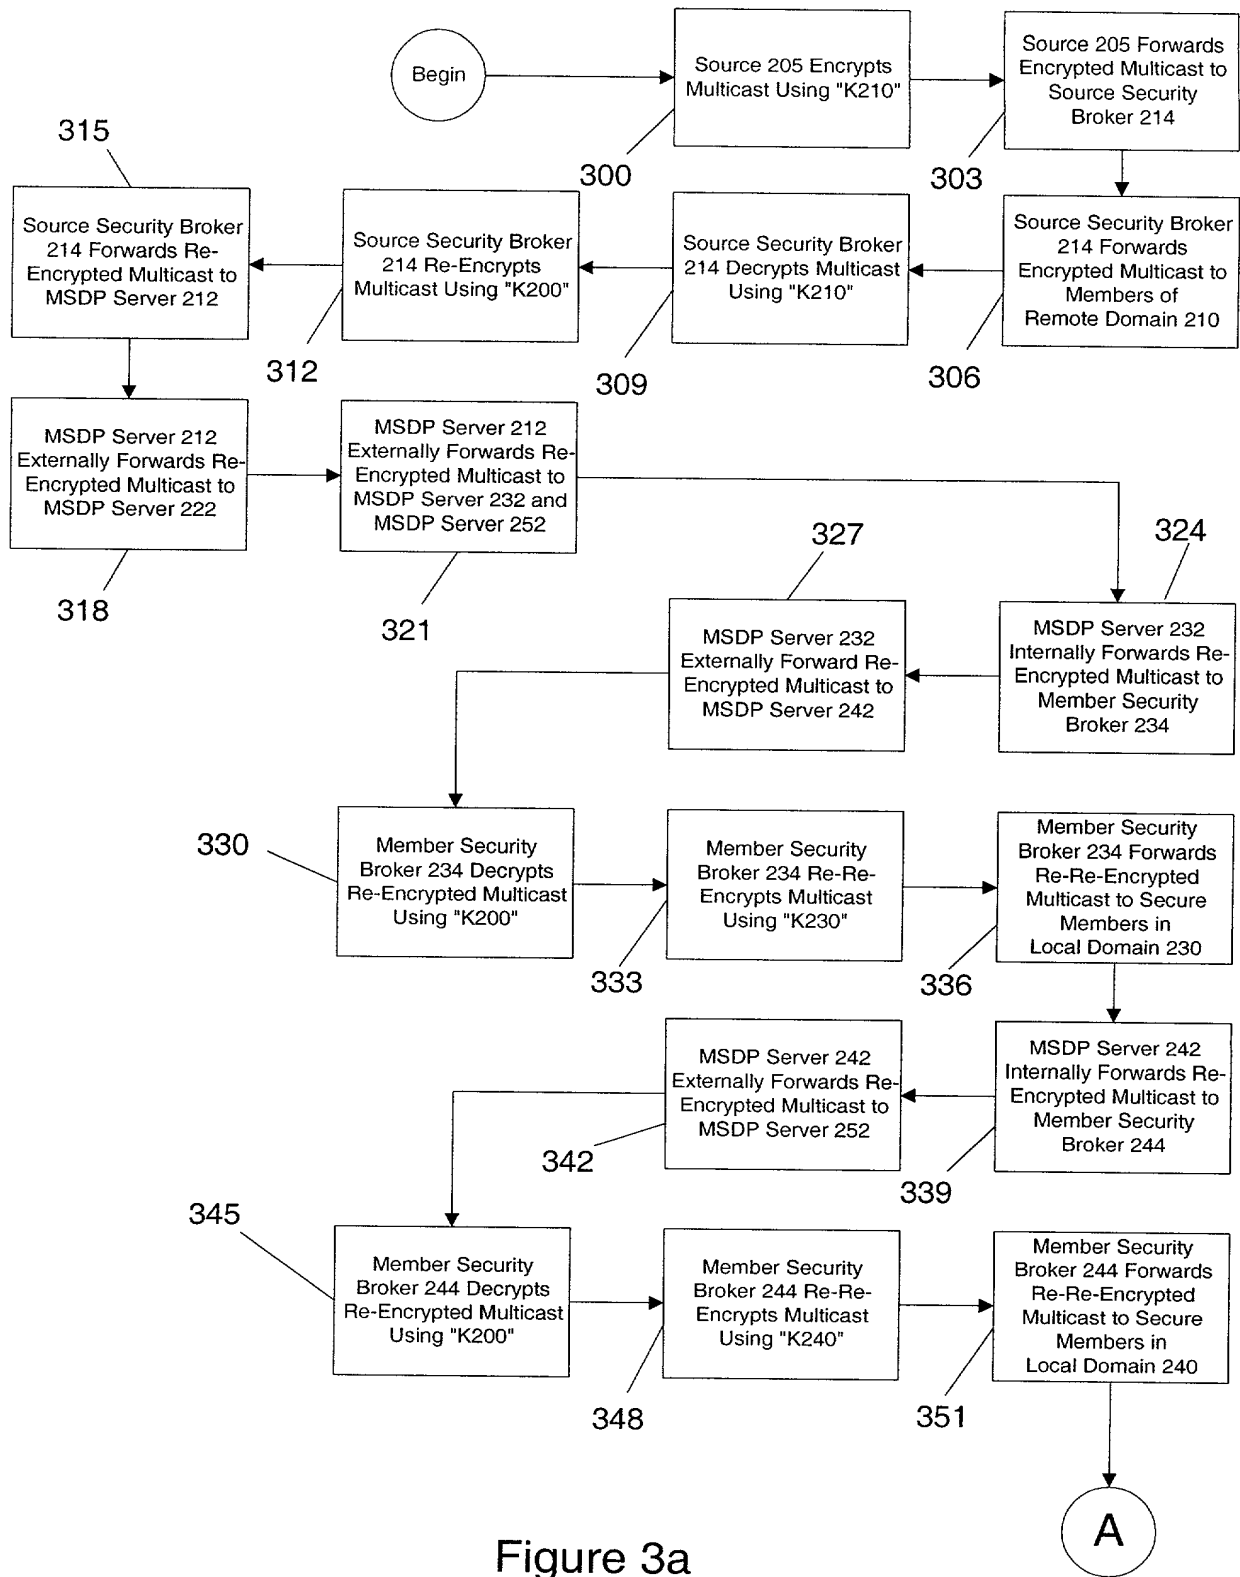 Begin
Source 205 Encrypts
Multicast Using "K210"
300
Source 205 Forwards
Encrypted Multicast to
Source Security
Broker 214
303
Source Security Broker
214 Forwards
Encrypted Multicast to
Members of
Remote Domain 210
306
Source Security Broker
214 Decrypts Multicast
Using "K210"
309
Source Security Broker
214 Re-Encrypts
Multicast Using "K200"
312
315
Source Security Broker
214 Forwards Re-
Encrypted Multicast to
MSDP Server 212
MSDP Server 212
Externally Forwards Re-
Encrypted Multicast to
MSDP Server 222
318
MSDP Server 212
Externally Forwards Re-
Encrypted Multicast to
MSDP Server 232 and
MSDP Server 252
321
324
MSDP Server 232
Internally Forwards Re-
Encrypted Multicast to
Member Security
Broker 234
327
MSDP Server 232
Externally Forward Re-
Encrypted Multicast to
MSDP Server 242
330
Member Security
Broker 234 Decrypts
Re-Encrypted Multicast
Using "K200"
Member Security
Broker 234 Re-Re-
Encrypts Multicast
Using "K230"
333
Member Security
Broker 234 Forwards
Re-Re-Encrypted
Multicast to Secure
Members in
Local Domain 230
336
MSDP Server 242
Internally Forwards Re-
Encrypted Multicast to
Member Security
Broker 244
339
MSDP Server 242
Externally Forwards Re-
Encrypted Multicast to
MSDP Server 252
342
345
Member Security
Broker 244 Decrypts
Re-Encrypted Multicast
Using "K200"
Member Security
Broker 244 Re-Re-
Encrypts Multicast
Using "K240"
348
Member Security
Broker 244 Forwards
Re-Re-Encrypted
Multicast to Secure
Members in
Local Domain 240
351
A
Figure 3a